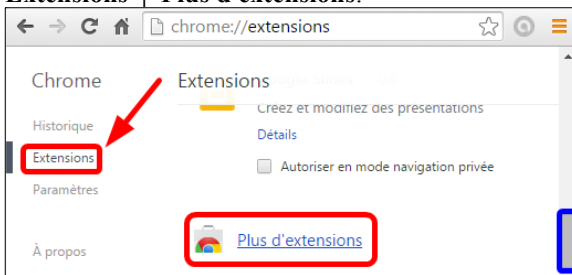 Extensions | Plus d'extensions.
chrome://extensions
Chrome
Extensions
Créez et modifiez des présentations
Historique
Détails
Extensions
Autoriser en mode navigation privée
Paramètres
Plus d'extensions
À propos